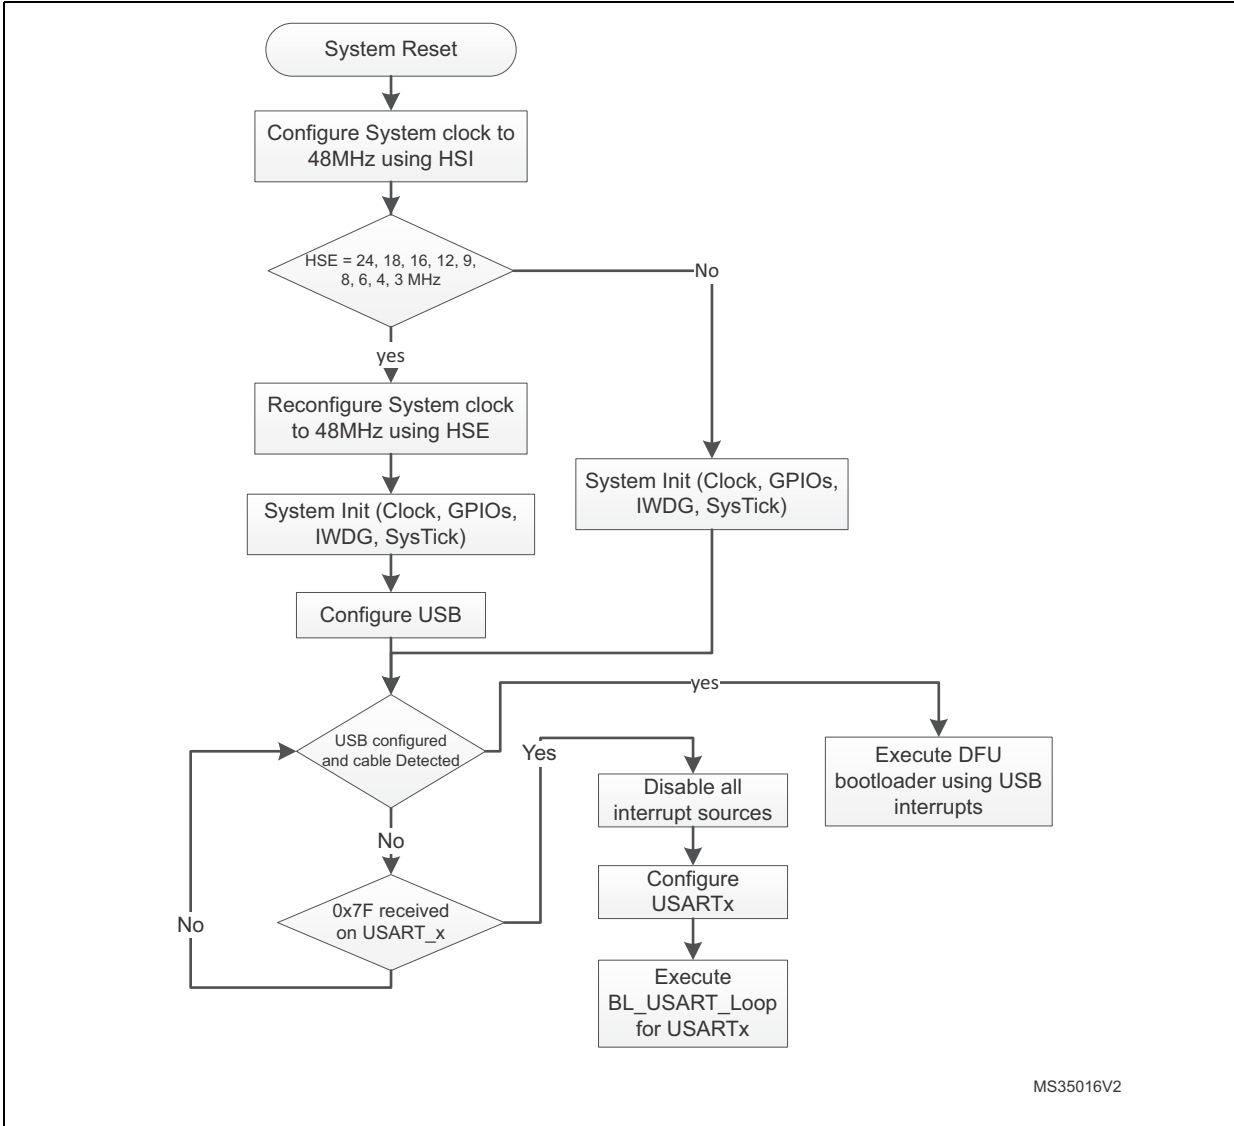 System Reset
Configure System clock to
48MHz using HSI
HSE = 24, 18, 16, 12, 9,
8, 6, 4, 3 MHz
No
yes
Reconfigure System clock
to 48MHz using HSE
System Init (Clock, GPIOs,
IWDG, SysTick)
System Init (Clock, GPIOs,
IWDG, SysTick)
Configure USB
yes
USB configured
and cable Detected
Yes
Execute DFU
bootloader using USB
interrupts
Disable all
interrupt sources
No
Configure
USARTx
0x7F received
on USART_x
No
Execute
BL_USART_Loop
for USARTx
MS35016V2